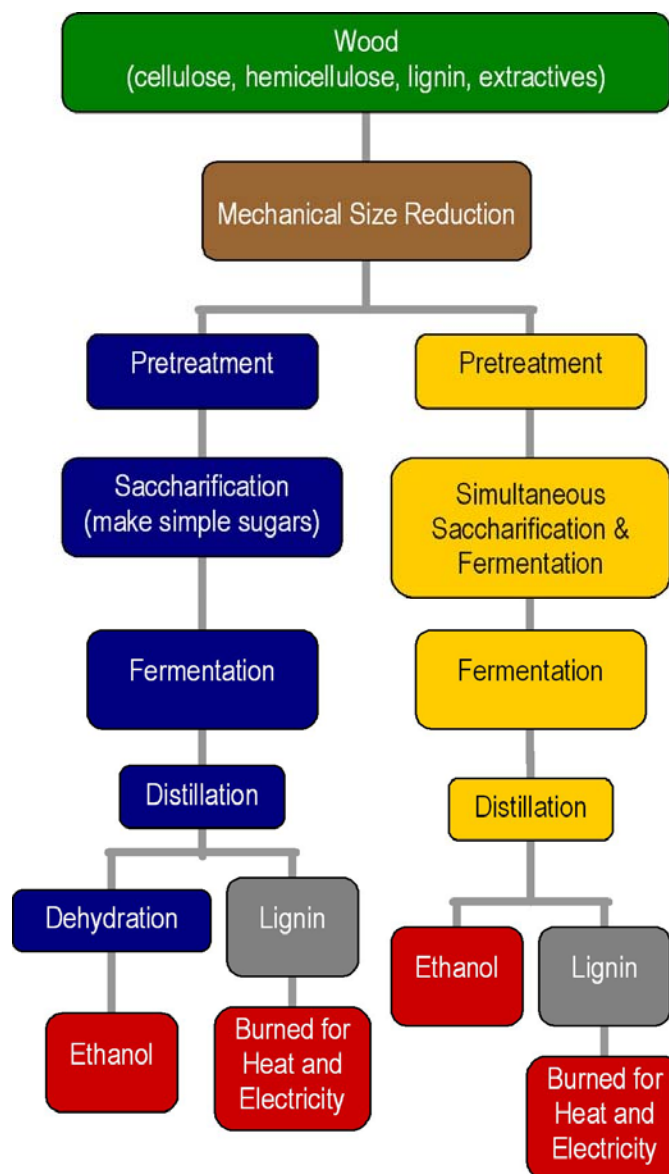 Wood
(cellulose, hemicellulose, lignin, extractives)
Mechanical Size Reduction
Pretreatment
Pretreatment
Saccharification
(make simple sugars)
Simultaneous
Saccharification &
Fermentation
Fermentation
Fermentation
Distillation
Distillation
Dehydration
Lignin
Ethanol
Lignin
Ethanol
Burned for
Heat and
Electricity
Burned for
Heat and
Electricity